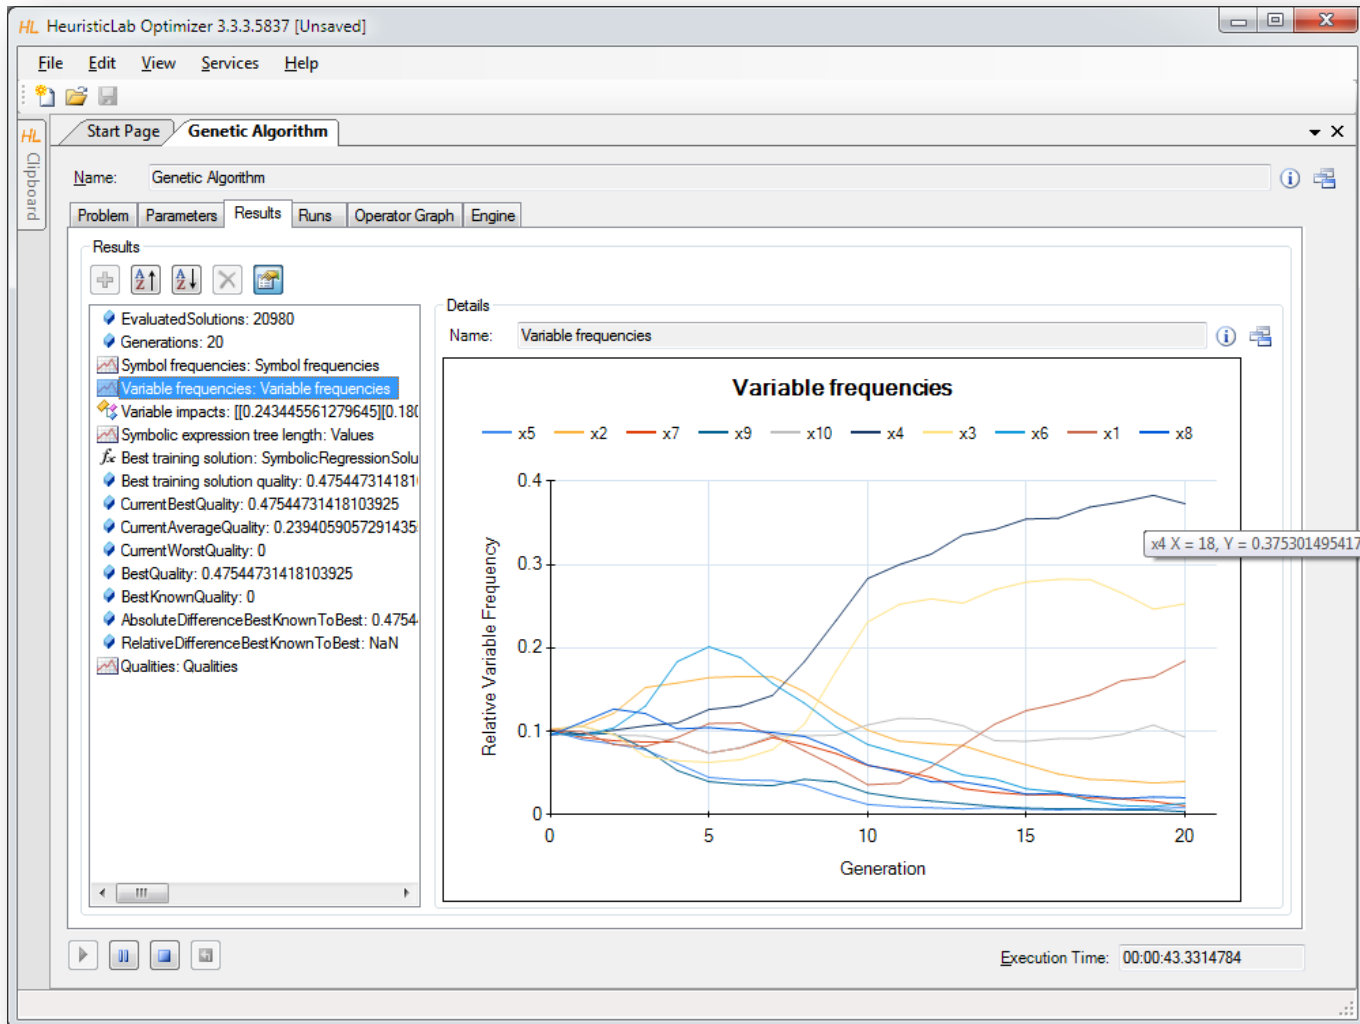 HL HeuristicLab Optimizer 3.3.3.5837 [Unsaved]
File Edit View Services Help
HL Clipboard
Start Page Genetic Algorithm
Name: Genetic Algorithm
Problem Parameters Results Runs Operator Graph Engine
Results
EvaluatedSolutions: 20980
Generations: 20
Symbol frequencies: Symbol frequencies
Variable frequencies: Variable frequencies
Variable impacts: [[0.243445561279645][0.180
Symbolic expression tree length: Values
Best training solution: SymbolicRegressionSolu
Best training solution quality: 0.4754473141810
CurrentBestQuality: 0.47544731418103925
CurrentAverageQuality: 0.2394059057291435
CurrentWorstQuality: 0
BestQuality: 0.47544731418103925
BestKnownQuality: 0
AbsoluteDifferenceBestKnownToBest: 0.4754
RelativeDifferenceBestKnownToBest: NaN
Qualities: Qualities
Details
Name: Variable frequencies
Variable frequencies
x5 x2 x7 x9 x10 x4 x3 x6 x1 x8
Relative Variable Frequency
0.4
0.3
0.2
0.1
0
0 5 10 15 20
Generation
x4 X = 18, Y = 0.375301495417
Execution Time: 00:00:43.3314784